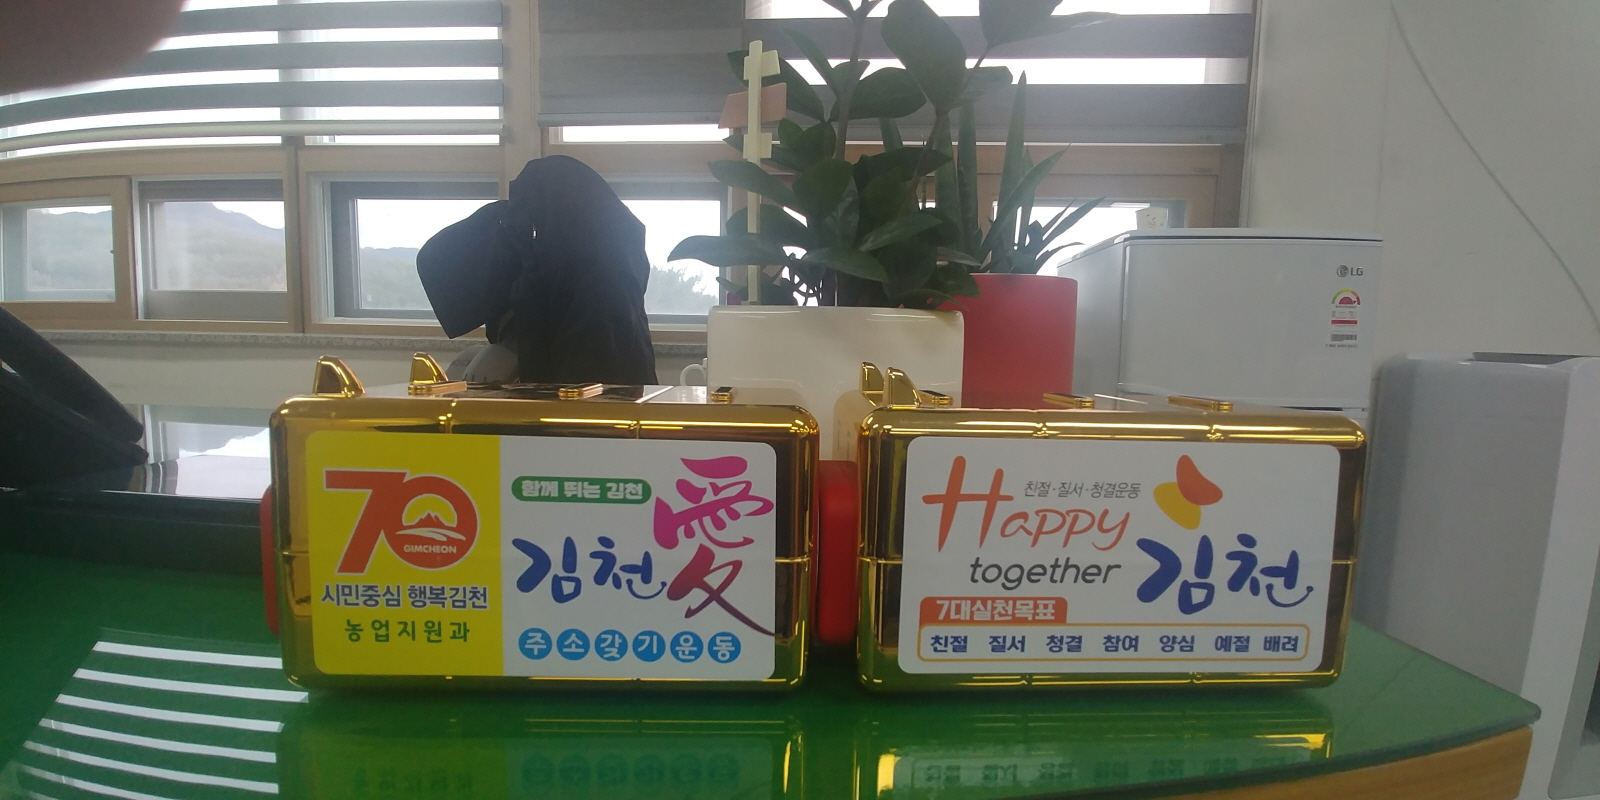 70
GIMCHEON
시민중심 행복김천
농업지원과
함께 뛰는 김천
김천愛
주소갖기운동
친절·질서·청결운동
Happy
together 김천
7대실천목표
친절 질서 청결 참여 양심 예절 배려
LG